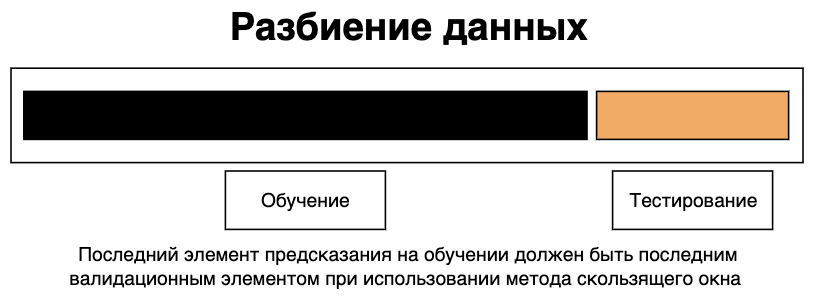 Разбиение данных
Обучение
Тестирование
Последний элемент предсказания на обучении должен быть последним
валидационным элементом при использовании метода скользящего окна